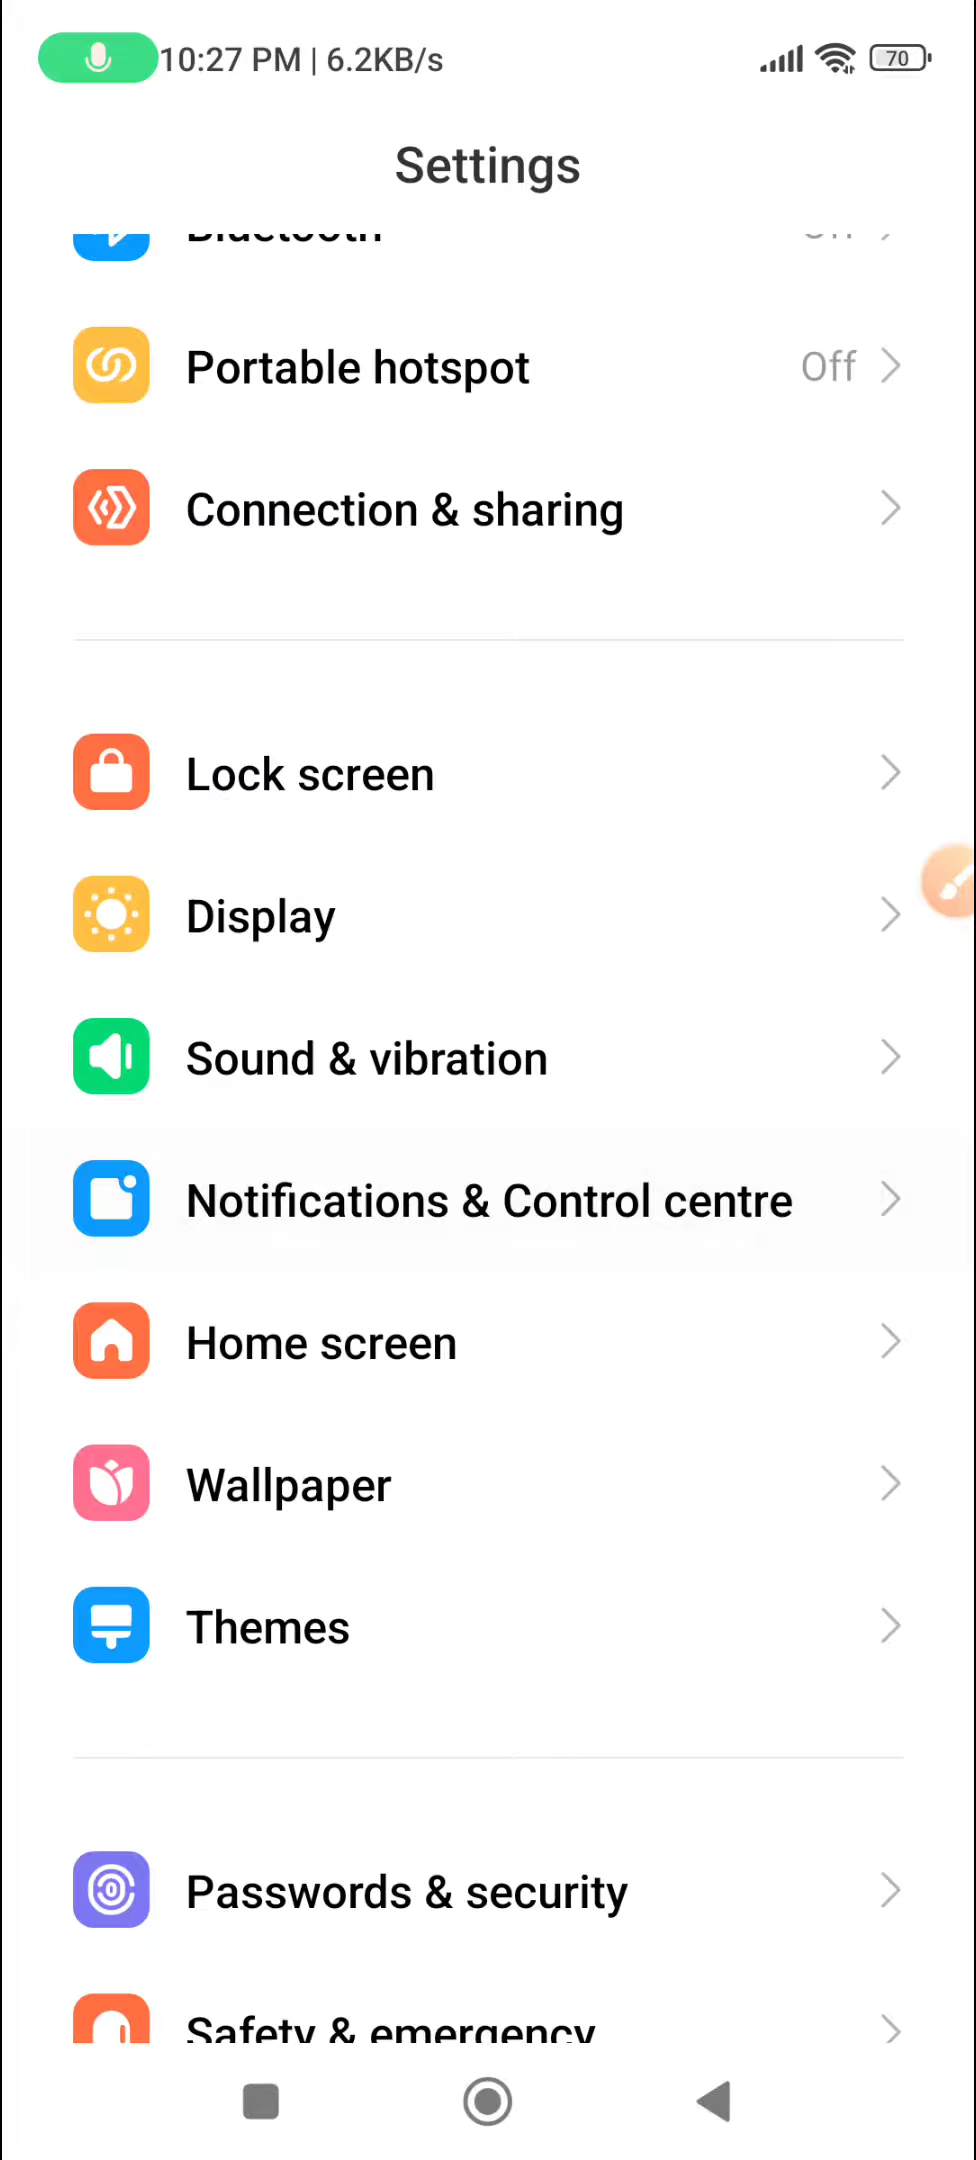 10:27 PM | 6.2KB/s 70
Settings
Bluetooth
Portable hotspot Off
Connection & sharing
Lock screen
Display
Sound & vibration
Notifications & Control centre
Home screen
Wallpaper
Themes
Passwords & security
Safety & emergency